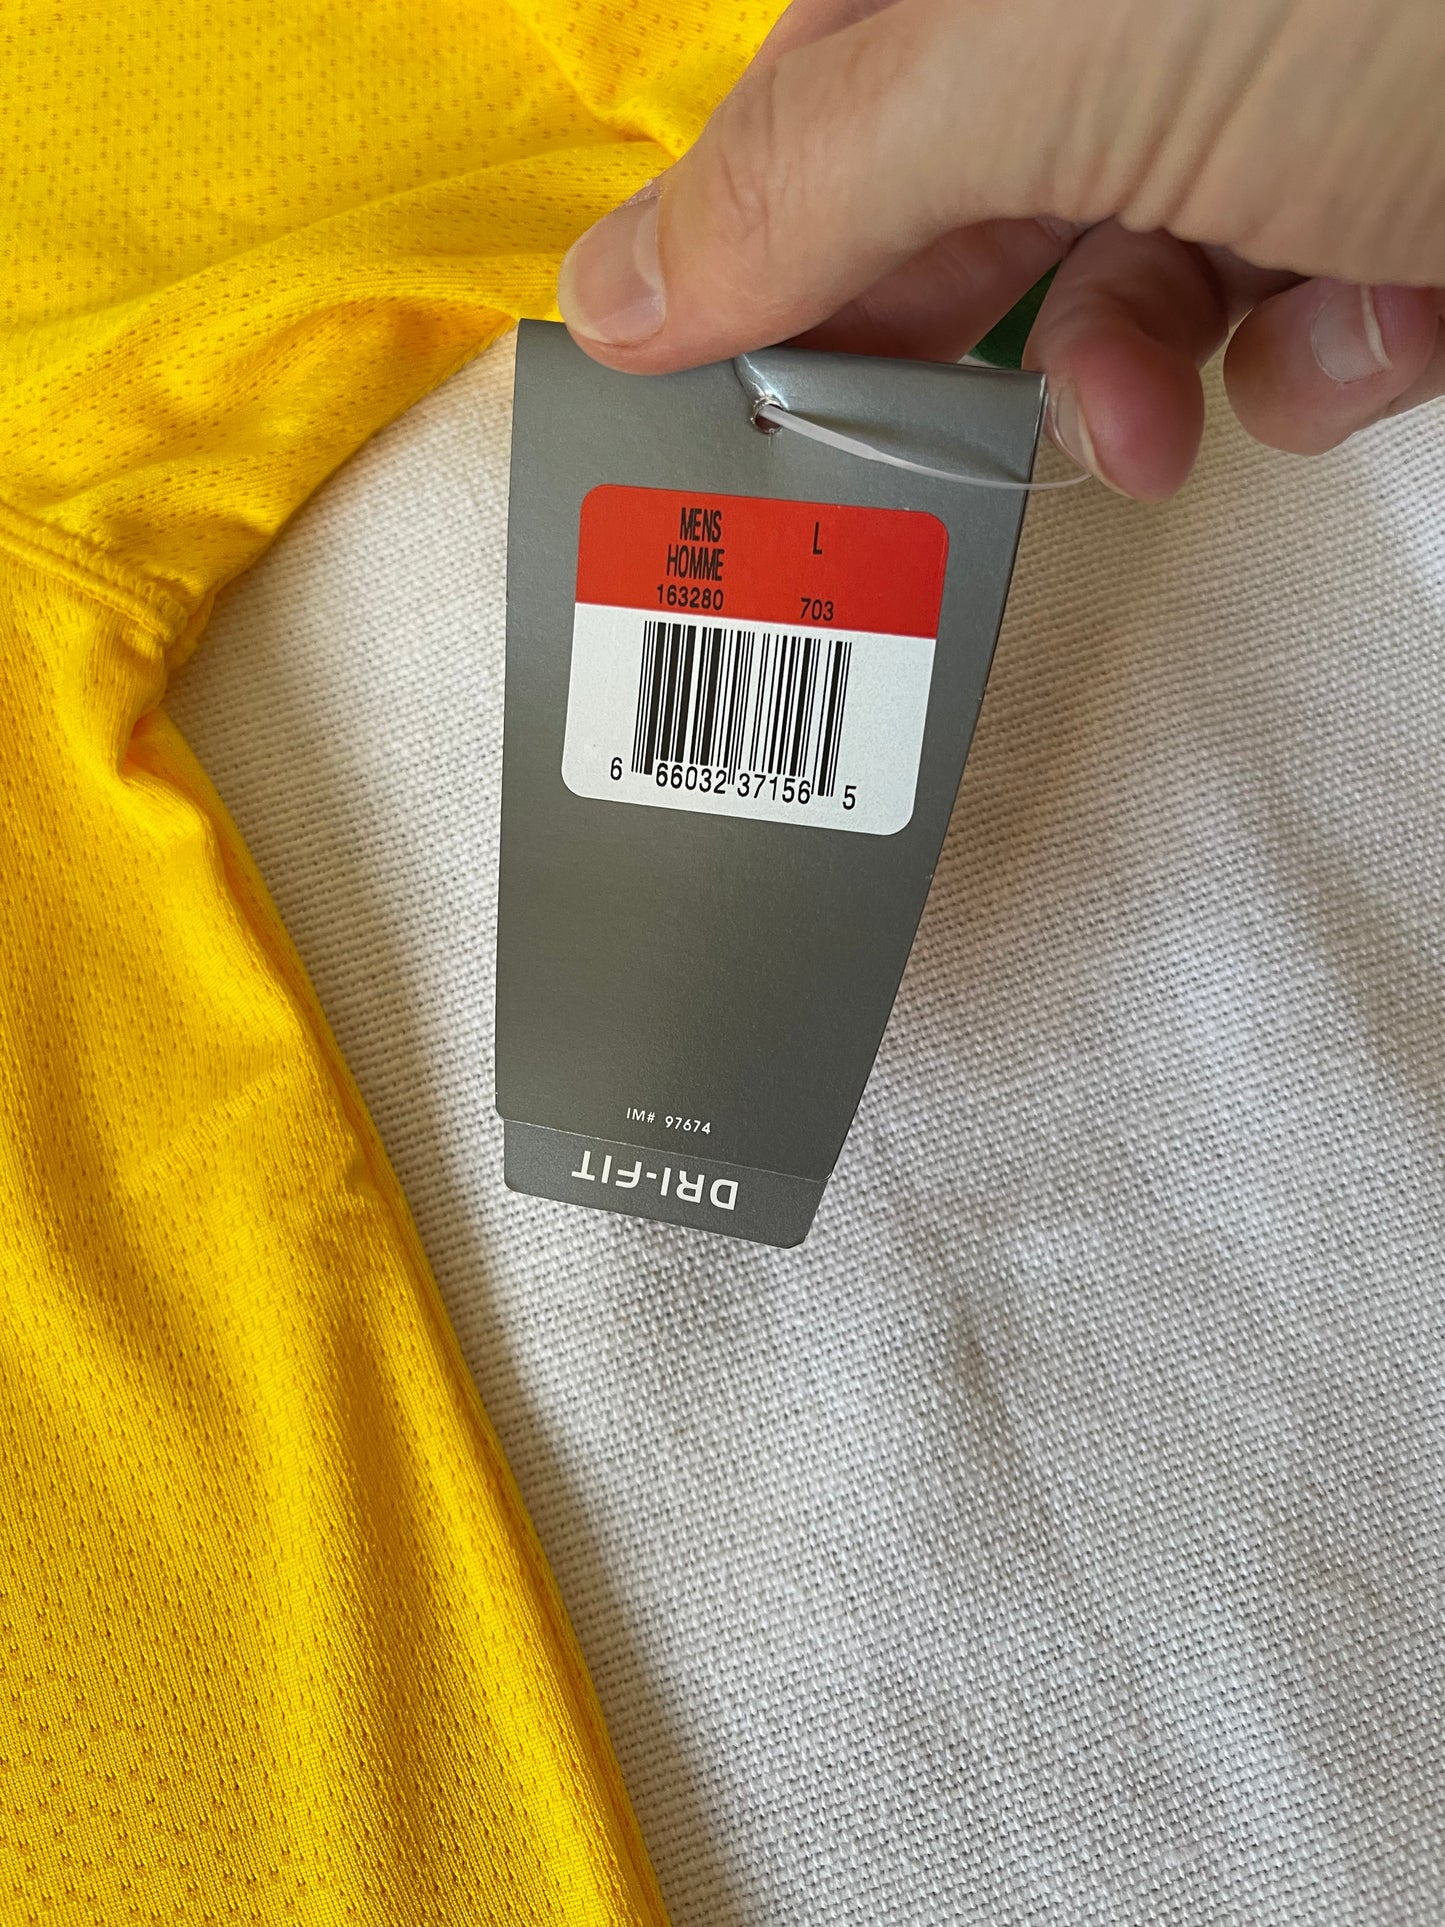 MENS L
HOMME
163280 703
6 66032 37156 5
IM# 97674
DRI-FIT